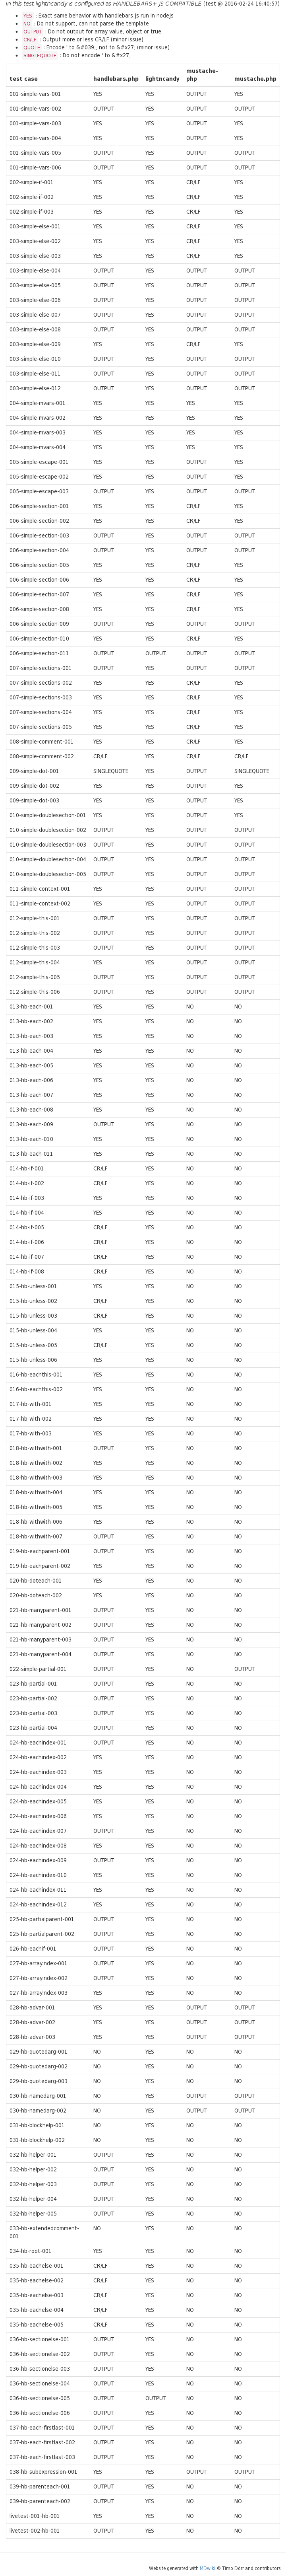 In this test lightncandy is configured as HANDLEBARS+ JS COMPATIBLE (test @ 2016-02-24 16:40:57)
YES : Exact same behavior with handlebars.js run in nodejs
NO : Do not support, can not parse the template
OUTPUT : Do not output for array value, object or true
CR/LF : Output more or less CR/LF (minor issue)
QUOTE : Encode ' to &#039;, not to &#x27; (minor issue)
SINGLEQUOTE : Do not encode ' to &#x27;
test case handlebars.php lightncandy mustache-php mustache.php
001-simple-vars-001 YES YES OUTPUT YES
001-simple-vars-002 OUTPUT YES OUTPUT OUTPUT
001-simple-vars-003 YES YES OUTPUT YES
001-simple-vars-004 YES YES OUTPUT YES
001-simple-vars-005 OUTPUT YES OUTPUT OUTPUT
001-simple-vars-006 OUTPUT YES OUTPUT OUTPUT
002-simple-if-001 YES YES CR/LF YES
002-simple-if-002 YES YES CR/LF YES
002-simple-if-003 YES YES CR/LF YES
003-simple-else-001 YES YES CR/LF YES
003-simple-else-002 YES YES CR/LF YES
003-simple-else-003 YES YES CR/LF YES
003-simple-else-004 OUTPUT YES OUTPUT OUTPUT
003-simple-else-005 OUTPUT YES OUTPUT OUTPUT
003-simple-else-006 OUTPUT YES OUTPUT OUTPUT
003-simple-else-007 OUTPUT YES OUTPUT OUTPUT
003-simple-else-008 OUTPUT YES OUTPUT OUTPUT
003-simple-else-009 YES YES CR/LF YES
003-simple-else-010 OUTPUT YES OUTPUT OUTPUT
003-simple-else-011 OUTPUT YES OUTPUT OUTPUT
003-simple-else-012 OUTPUT YES OUTPUT OUTPUT
004-simple-mvars-001 YES YES YES YES
004-simple-mvars-002 YES YES YES YES
004-simple-mvars-003 YES YES YES YES
004-simple-mvars-004 YES YES YES YES
005-simple-escape-001 YES YES OUTPUT YES
005-simple-escape-002 YES YES OUTPUT YES
005-simple-escape-003 OUTPUT YES OUTPUT OUTPUT
006-simple-section-001 YES YES CR/LF YES
006-simple-section-002 YES YES CR/LF YES
006-simple-section-003 OUTPUT YES OUTPUT OUTPUT
006-simple-section-004 OUTPUT YES OUTPUT OUTPUT
006-simple-section-005 YES YES CR/LF YES
006-simple-section-006 YES YES CR/LF YES
006-simple-section-007 YES YES CR/LF YES
006-simple-section-008 YES YES CR/LF YES
006-simple-section-009 OUTPUT YES OUTPUT OUTPUT
006-simple-section-010 YES YES CR/LF YES
006-simple-section-011 OUTPUT OUTPUT OUTPUT OUTPUT
007-simple-sections-001 OUTPUT YES OUTPUT OUTPUT
007-simple-sections-002 YES YES CR/LF YES
007-simple-sections-003 YES YES CR/LF YES
007-simple-sections-004 YES YES CR/LF YES
007-simple-sections-005 YES YES CR/LF YES
008-simple-comment-001 YES YES CR/LF YES
008-simple-comment-002 CR/LF YES CR/LF CR/LF
009-simple-dot-001 SINGLEQUOTE YES OUTPUT SINGLEQUOTE
009-simple-dot-002 YES YES OUTPUT YES
009-simple-dot-003 YES YES OUTPUT YES
010-simple-doublesection-001 YES YES OUTPUT YES
010-simple-doublesection-002 OUTPUT YES OUTPUT OUTPUT
010-simple-doublesection-003 OUTPUT YES OUTPUT OUTPUT
010-simple-doublesection-004 OUTPUT YES OUTPUT OUTPUT
010-simple-doublesection-005 OUTPUT YES OUTPUT OUTPUT
011-simple-context-001 YES YES OUTPUT OUTPUT
011-simple-context-002 YES YES OUTPUT OUTPUT
012-simple-this-001 OUTPUT YES OUTPUT OUTPUT
012-simple-this-002 OUTPUT YES OUTPUT OUTPUT
012-simple-this-003 OUTPUT YES OUTPUT OUTPUT
012-simple-this-004 YES YES OUTPUT OUTPUT
012-simple-this-005 OUTPUT YES OUTPUT OUTPUT
012-simple-this-006 OUTPUT YES OUTPUT OUTPUT
013-hb-each-001 YES YES NO NO
013-hb-each-002 YES YES NO NO
013-hb-each-003 YES YES NO NO
013-hb-each-004 YES YES NO NO
013-hb-each-005 YES YES NO NO
013-hb-each-006 YES YES NO NO
013-hb-each-007 YES YES NO NO
013-hb-each-008 YES YES NO NO
013-hb-each-009 OUTPUT YES NO NO
013-hb-each-010 YES YES NO NO
013-hb-each-011 YES YES NO NO
014-hb-if-001 CR/LF YES NO NO
014-hb-if-002 CR/LF YES NO NO
014-hb-if-003 YES YES NO NO
014-hb-if-004 YES YES NO NO
014-hb-if-005 CR/LF YES NO NO
014-hb-if-006 CR/LF YES NO NO
014-hb-if-007 CR/LF YES NO NO
014-hb-if-008 CR/LF YES NO NO
015-hb-unless-001 YES YES NO NO
015-hb-unless-002 CR/LF YES NO NO
015-hb-unless-003 CR/LF YES NO NO
015-hb-unless-004 YES YES NO NO
015-hb-unless-005 CR/LF YES NO NO
015-hb-unless-006 YES YES NO NO
016-hb-eachthis-001 YES YES NO NO
016-hb-eachthis-002 YES YES NO NO
017-hb-with-001 YES YES NO NO
017-hb-with-002 YES YES NO NO
017-hb-with-003 YES YES NO NO
018-hb-withwith-001 OUTPUT YES NO NO
018-hb-withwith-002 YES YES NO NO
018-hb-withwith-003 YES YES NO NO
018-hb-withwith-004 YES YES NO NO
018-hb-withwith-005 YES YES NO NO
018-hb-withwith-006 YES YES NO NO
018-hb-withwith-007 OUTPUT YES NO NO
019-hb-eachparent-001 OUTPUT YES NO NO
019-hb-eachparent-002 YES YES NO NO
020-hb-doteach-001 YES YES NO NO
020-hb-doteach-002 YES YES NO NO
021-hb-manyparent-001 OUTPUT YES NO NO
021-hb-manyparent-002 OUTPUT YES NO NO
021-hb-manyparent-003 OUTPUT YES NO NO
021-hb-manyparent-004 OUTPUT YES NO NO
022-simple-partial-001 OUTPUT YES NO OUTPUT
023-hb-partial-001 OUTPUT YES NO NO
023-hb-partial-002 OUTPUT YES NO NO
023-hb-partial-003 OUTPUT YES NO NO
023-hb-partial-004 OUTPUT YES NO NO
024-hb-eachindex-001 OUTPUT YES NO NO
024-hb-eachindex-002 YES YES NO NO
024-hb-eachindex-003 YES YES NO NO
024-hb-eachindex-004 YES YES NO NO
024-hb-eachindex-005 YES YES NO NO
024-hb-eachindex-006 YES YES NO NO
024-hb-eachindex-007 OUTPUT YES NO NO
024-hb-eachindex-008 YES YES NO NO
024-hb-eachindex-009 OUTPUT YES NO NO
024-hb-eachindex-010 YES YES NO NO
024-hb-eachindex-011 YES YES NO NO
024-hb-eachindex-012 YES YES NO NO
025-hb-partialparent-001 OUTPUT YES NO NO
025-hb-partialparent-002 OUTPUT YES NO NO
026-hb-eachif-001 OUTPUT YES NO NO
027-hb-arrayindex-001 OUTPUT YES NO NO
027-hb-arrayindex-002 OUTPUT YES NO NO
027-hb-arrayindex-003 YES YES NO NO
028-hb-advar-001 YES YES OUTPUT OUTPUT
028-hb-advar-002 YES YES OUTPUT OUTPUT
028-hb-advar-003 YES YES OUTPUT OUTPUT
029-hb-quotedarg-001 NO YES NO NO
029-hb-quotedarg-002 NO YES NO NO
029-hb-quotedarg-003 NO YES NO NO
030-hb-namedarg-001 NO YES OUTPUT OUTPUT
030-hb-namedarg-002 NO YES OUTPUT OUTPUT
031-hb-blockhelp-001 NO YES NO NO
031-hb-blockhelp-002 NO YES NO NO
032-hb-helper-001 OUTPUT YES NO NO
032-hb-helper-002 OUTPUT YES NO NO
032-hb-helper-003 OUTPUT YES NO NO
032-hb-helper-004 OUTPUT YES NO NO
032-hb-helper-005 OUTPUT YES NO NO
033-hb-extendedcomment-001 NO YES NO NO
034-hb-root-001 YES YES NO NO
035-hb-eachelse-001 CR/LF YES NO NO
035-hb-eachelse-002 CR/LF YES NO NO
035-hb-eachelse-003 CR/LF YES NO NO
035-hb-eachelse-004 CR/LF YES NO NO
035-hb-eachelse-005 CR/LF YES NO NO
036-hb-sectionelse-001 OUTPUT YES NO NO
036-hb-sectionelse-002 OUTPUT YES NO NO
036-hb-sectionelse-003 OUTPUT YES NO NO
036-hb-sectionelse-004 OUTPUT YES NO NO
036-hb-sectionelse-005 OUTPUT OUTPUT NO NO
036-hb-sectionelse-006 OUTPUT YES NO NO
037-hb-each-firstlast-001 OUTPUT YES NO NO
037-hb-each-firstlast-002 OUTPUT YES NO NO
037-hb-each-firstlast-003 OUTPUT YES NO NO
038-hb-subexpression-001 YES YES OUTPUT OUTPUT
039-hb-parenteach-001 OUTPUT YES NO NO
039-hb-parenteach-002 OUTPUT YES NO NO
livetest-001-hb-001 YES YES NO NO
livetest-002-hb-001 OUTPUT YES NO NO
Website generated with MDwiki © Timo Dörr and contributors.